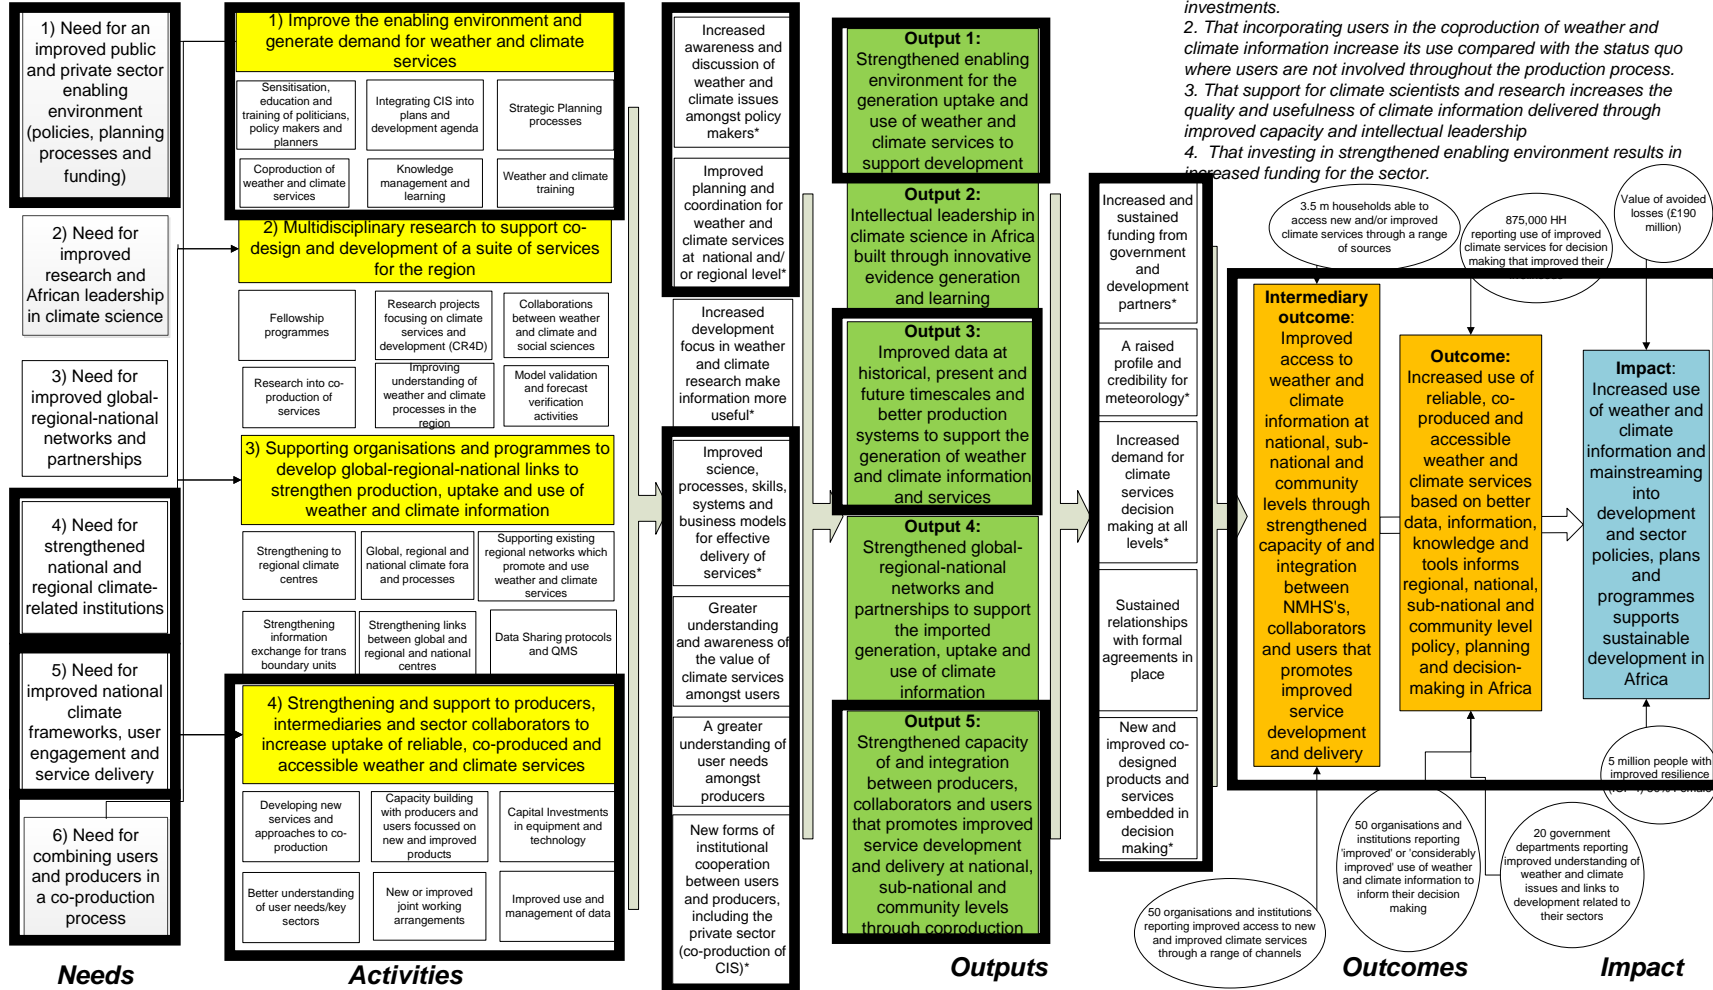 investments.
2. That incorporating users in the coproduction of weather and
climate information increase its use compared with the status quo
where users are not involved throughout the production process.
3. That support for climate scientists and research increases the
quality and usefulness of climate information delivered through
improved capacity and intellectual leadership
4. That investing in strengthened enabling environment results in
increased funding for the sector.
1) Need for an
improved public
and private sector
enabling
environment
(policies, planning
processes and
funding)
2) Need for
improved
research and
African leadership
in climate science
3) Need for
improved global-
regional-national
networks and
partnerships
4) Need for
strengthened
national and
regional climate-
related institutions
5) Need for
improved national
climate
frameworks, user
engagement and
service delivery
6) Need for
combining users
and producers in
a co-production
process
Needs
1) Improve the enabling environment and
generate demand for weather and climate
services
Sensitisation,
education and
training of politicians,
policy makers and
planners
Integrating CIS into
plans and
development agenda
Strategic Planning
processes
Coproduction of
weather and climate
services
Knowledge
management and
learning
Weather and climate
training
2) Multidisciplinary research to support co-
design and development of a suite of services
for the region
Fellowship
programmes
Research projects
focusing on climate
services and
development (CR4D)
Collaborations
between weather
and climate and
social sciences
Research into co-
production of
services
Improving
understanding of
weather and climate
processes in the
region
Model validation
and forecast
verification
activities
3) Supporting organisations and programmes to
develop global-regional-national links to
strengthen production, uptake and use of
weather and climate information
Strengthening to
regional climate
centres
Global, regional and
national climate fora
and processes
Supporting existing
regional networks which
promote and use
weather and climate
services
Strengthening
information
exchange for trans
boundary units
Strengthening links
between global and
regional and national
centres
Data Sharing protocols
and QMS
4) Strengthening and support to producers,
intermediaries and sector collaborators to
increase uptake of reliable, co-produced and
accessible weather and climate services
Developing new
services and
approaches to co-
production
Capacity building
with producers and
users focussed on
new and improved
products
Capital Investments
in equipment and
technology
Better understanding
of user needs/key
sectors
New or improved
joint working
arrangements
Improved use and
management of data
Activities
Increased
awareness and
discussion of
weather and
climate issues
amongst policy
makers*
Improved
planning and
coordination for
weather and
climate services
at national and/
or regional level*
Increased
development
focus in weather
and climate
research make
information more
useful*
Improved
science,
processes, skills,
systems and
business models
for effective
delivery of
services*
Greater
understanding
and awareness of
the value of
climate services
amongst users
A greater
understanding of
user needs
amongst
producers
New forms of
institutional
cooperation
between users
and producers,
including the
private sector
(co-production of
CIS)*
Output 1:
Strengthened enabling
environment for the
generation uptake and
use of weather and
climate services to
support development
Output 2:
Intellectual leadership in
climate science in Africa
built through innovative
evidence generation
and learning
Output 3:
Improved data at
historical, present and
future timescales and
better production
systems to support the
generation of weather
and climate information
and services
Output 4:
Strengthened global-
regional-national
networks and
partnerships to support
the imported
generation, uptake and
use of climate
information
Output 5:
Strengthened capacity
of and integration
between producers,
collaborators and users
that promotes improved
service development
and delivery at national,
sub-national and
community levels
through coproduction
Outputs
Increased and
sustained
funding from
government
and
development
partners*
A raised
profile and
credibility for
meteorology*
Increased
demand for
climate
services
decision
making at all
levels*
Sustained
relationships
with formal
agreements in
place
New and
improved co-
designed
products and
services
embedded in
decision
making*
3.5 m households able to
access new and/or improved
climate services through a range
of sources
875,000 HH
reporting use of improved
climate services for decision
making that improved their
Value of avoided
losses (£190
million)
Intermediary
outcome:
Improved
access to
weather and
climate
information at
national, sub-
national and
community
levels through
strengthened
capacity of and
integration
between
NMHS's,
collaborators
and users that
promotes
improved
service
development
and delivery
Outcome:
Increased use of
reliable, co-
produced and
accessible
weather and
climate services
based on better
data, information,
knowledge and
tools informs
regional, national,
sub-national and
community level
policy, planning
and decision-
making in Africa
Impact:
Increased use
of weather and
climate
information and
mainstreaming
into
development
and sector
policies, plans
and
programmes
supports
sustainable
development in
Africa
5 million people with
improved resilience
50 organisations and
institutions reporting
'improved' or 'considerably
improved' use of weather
and climate information to
inform their decision
making
20 government
departments reporting
improved understanding of
weather and climate
issues and links to
development related to
their sectors
50 organisations and institutions
reporting improved access to new
and improved climate services
through a range of channels
Outcomes
Impact